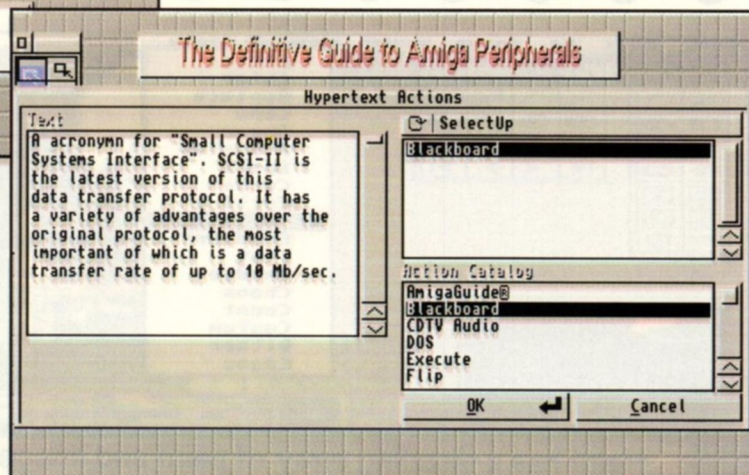 The Definitive Guide to Amiga Peripherals
Hypertext Actions
Text
A acronymn for "Small Computer
Systems Interface". SCSI-II is
the latest version of this
data transfer protocol. It has
a variety of advantages over the
original protocol, the most
important of which is a data
transfer rate of up to 10 Mb/sec.
SelectUp
Blackboard
Action Catalog
AmigaGuide®
Blackboard
CDTV Audio
DOS
Execute
Flip
OK
Cancel